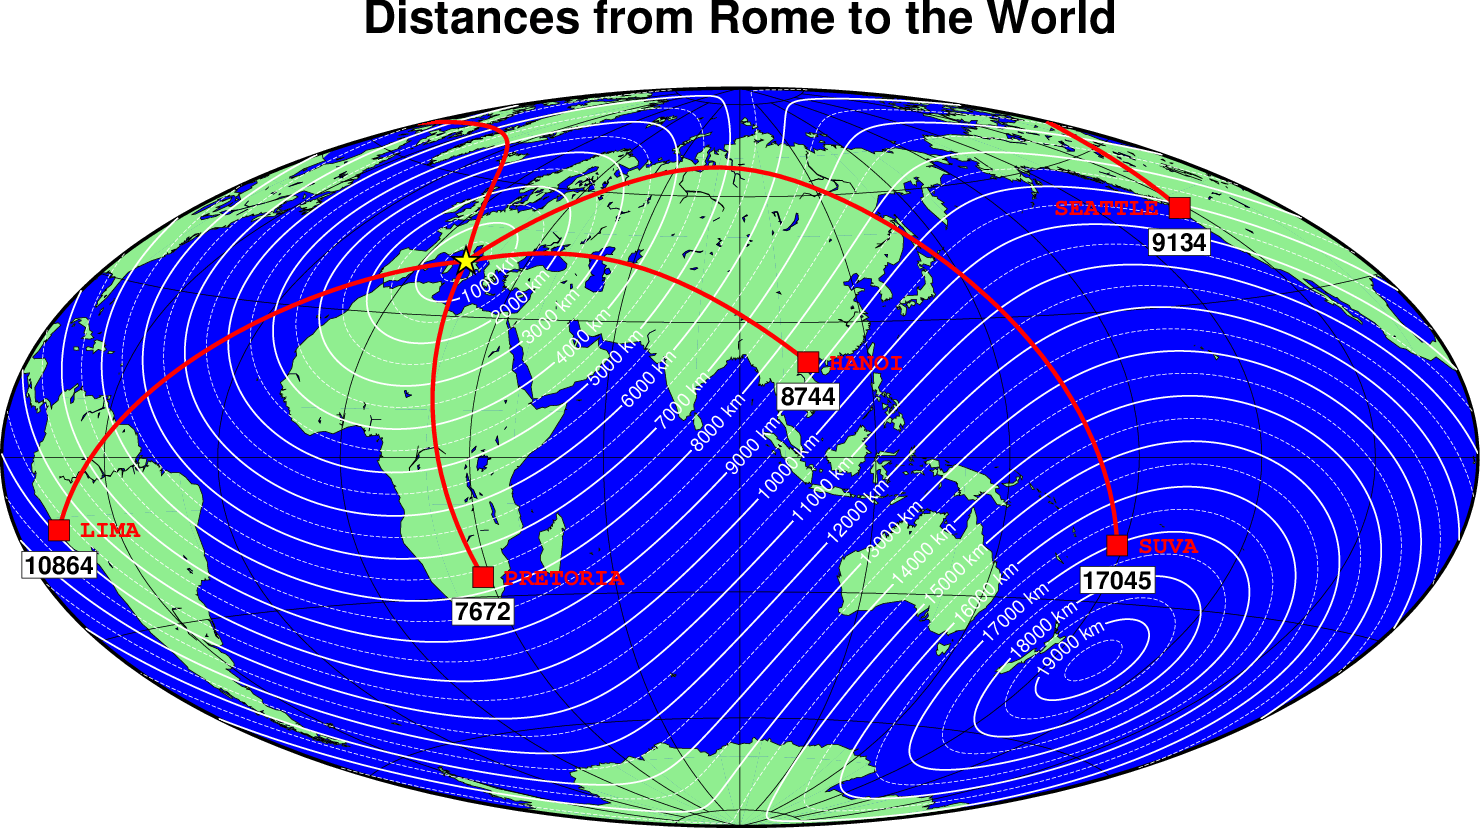 Distances from Rome to the World
SEATTLE
9134
1000 km
2000 km
3000 km
4000 km
5000 km
6000 km
7000 km
8000 km
9000 km
10000 km
11000 km
12000 km
13000 km
14000 km
15000 km
16000 km
17000 km
18000 km
19000 km
HANOI
8744
LIMA
10864
SUVA
17045
PRETORIA
7672